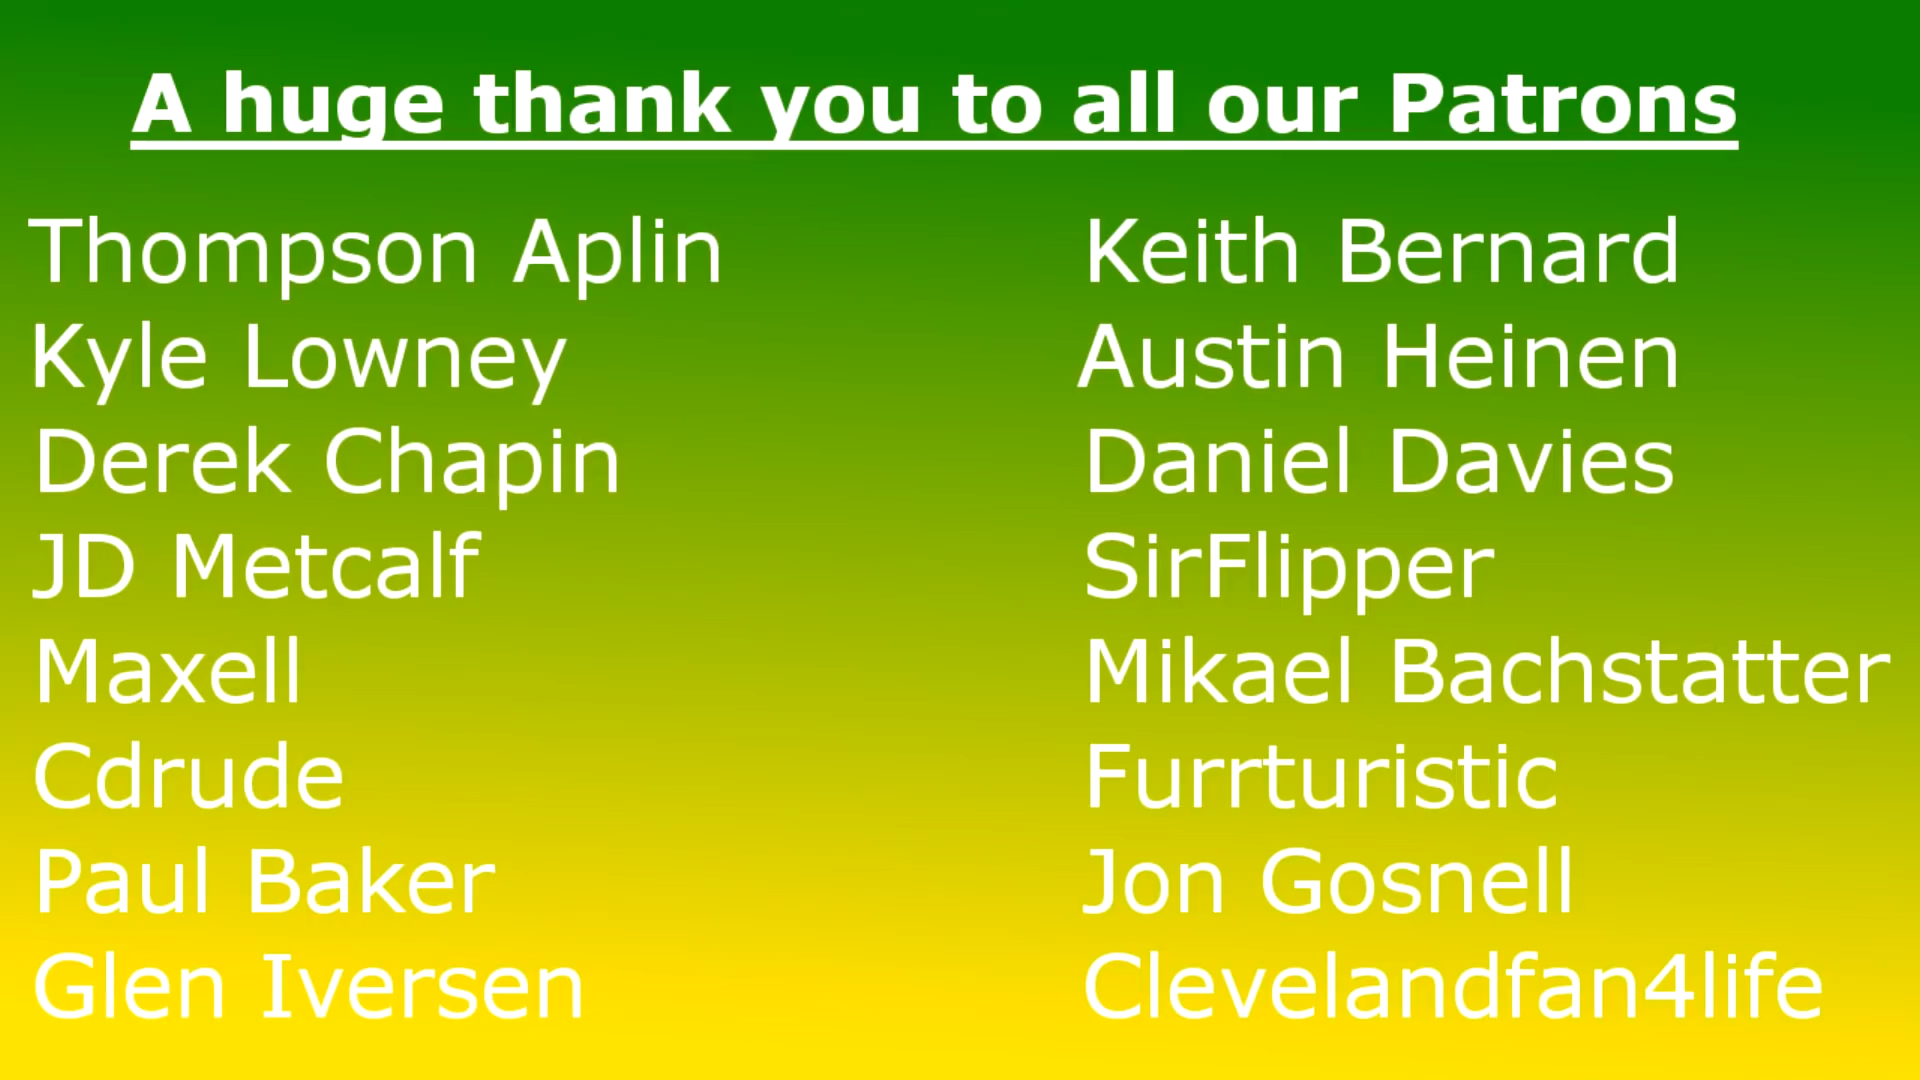 A huge thank you to all our Patrons
Thompson Aplin
Kyle Lowney
Derek Chapin
JD Metcalf
Maxell
Cdrude
Paul Baker
Glen Iversen
Keith Bernard
Austin Heinen
Daniel Davies
SirFlipper
Mikael Bachstatter
Furrturistic
Jon Gosnell
Clevelandfan4life